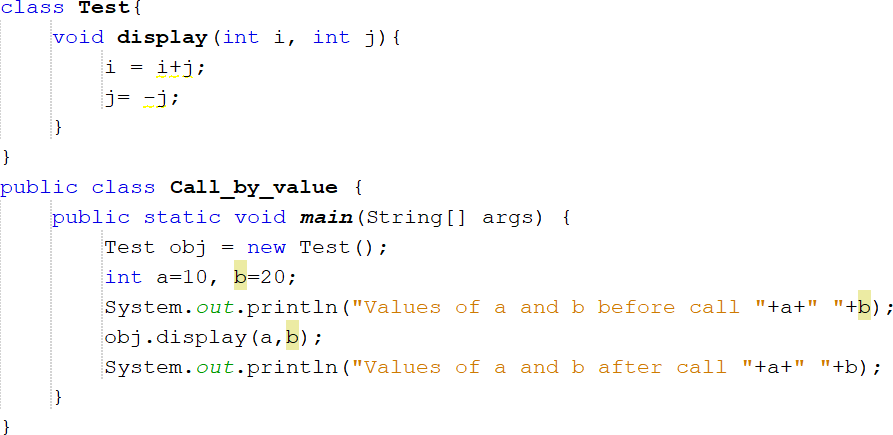 class Test{
void display(int i, int j){
i = i+j;
j= -j;
}
}
public class Call_by_value {
public static void main(String[] args) {
Test obj = new Test();
int a=10, b=20;
System.out.println("Values of a and b before call "+a+" "+b);
obj.display(a,b);
System.out.println("Values of a and b after call "+a+" "+b);
}
}